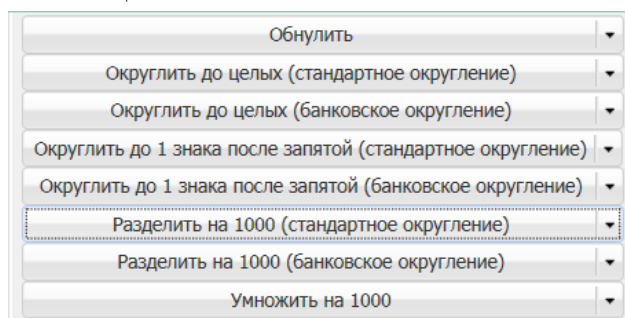 Обнулить
Округлить до целых (стандартное округление)
Округлить до целых (банковское округление)
Округлить до 1 знака после запятой (стандартное округление)
Округлить до 1 знака после запятой (банковское округление)
Разделить на 1000 (стандартное округление)
Разделить на 1000 (банковское округление)
Умножить на 1000